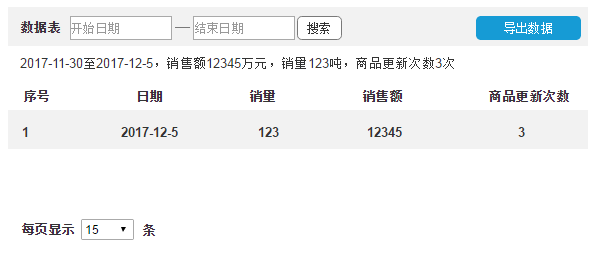 数据表 开始日期 — 结束日期 搜索 导出数据
2017-11-30至2017-12-5，销售额12345万元，销量123吨，商品更新次数3次
序号 日期 销量 销售额 商品更新次数
1 2017-12-5 123 12345 3
每页显示 15 条